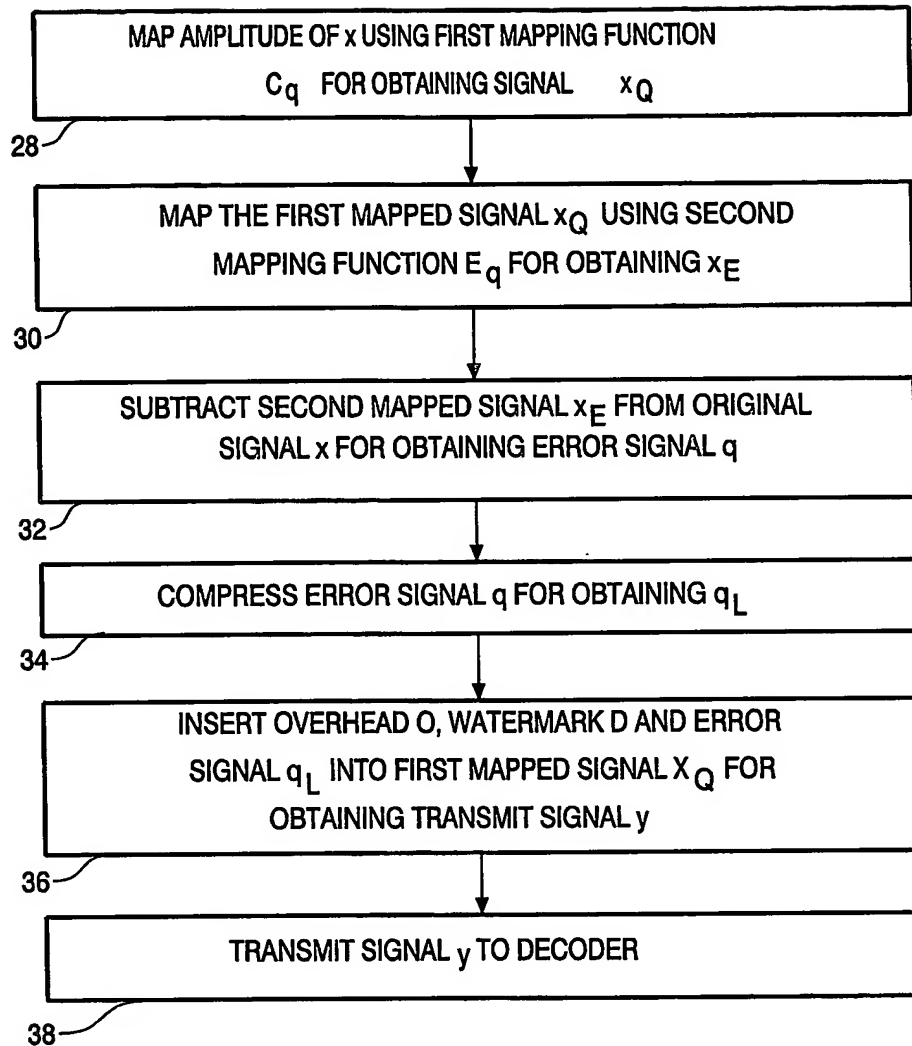 MAP AMPLITUDE OF x USING FIRST MAPPING FUNCTION
Cq FOR OBTAINING SIGNAL xQ
28
MAP THE FIRST MAPPED SIGNAL xQ USING SECOND
MAPPING FUNCTION Eq FOR OBTAINING xE
30
SUBTRACT SECOND MAPPED SIGNAL xE FROM ORIGINAL
SIGNAL x FOR OBTAINING ERROR SIGNAL q
32
COMPRESS ERROR SIGNAL q FOR OBTAINING qL
34
INSERT OVERHEAD O, WATERMARK D AND ERROR
SIGNAL qL INTO FIRST MAPPED SIGNAL XQ FOR
OBTAINING TRANSMIT SIGNAL y
36
TRANSMIT SIGNAL y TO DECODER
38